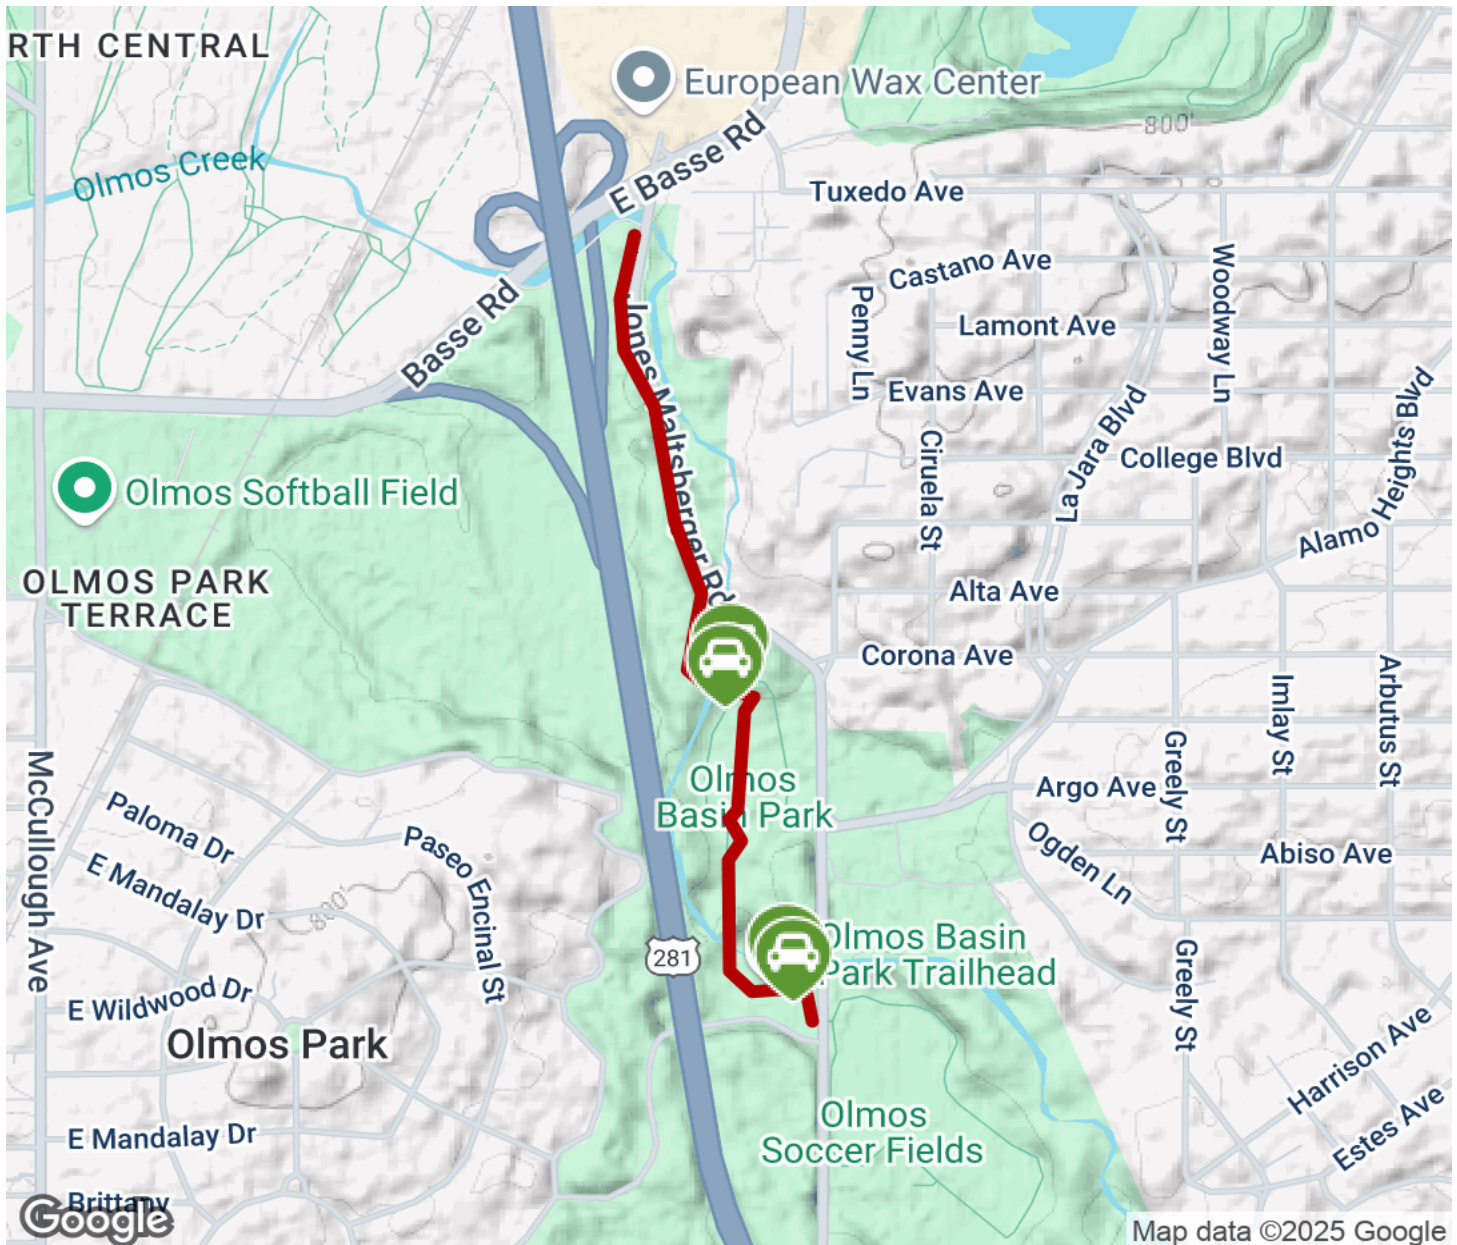 RTH CENTRAL
European Wax Center
800'
E Basse Rd
Olmos Creek
Tuxedo Ave
Castano Ave
Woodway Ln
Penny Ln
Lamont Ave
Basse Rd
Jones Maltsberger Rd
Evans Ave
Alamo Heights Blvd
La Jara Blvd
College Blvd
Ciruela St
Olmos Softball Field
OLMOS PARK
TERRACE
Alta Ave
Corona Ave
Imlay St
Arbutus St
McCullough Ave
Greely St
Olmos
Basin Park
Argo Ave
Paloma Dr
Paseo Encinal St
Ogden Ln
Abiso Ave
E Mandalay Dr
800'
281
Olmos Basin
Park Trailhead
Greely St
E Wildwood Dr
Olmos Park
Harrison Ave
Olmos
Soccer Fields
E Mandalay Dr
Estes Ave
Brittany
Google
Map data ©2025 Google